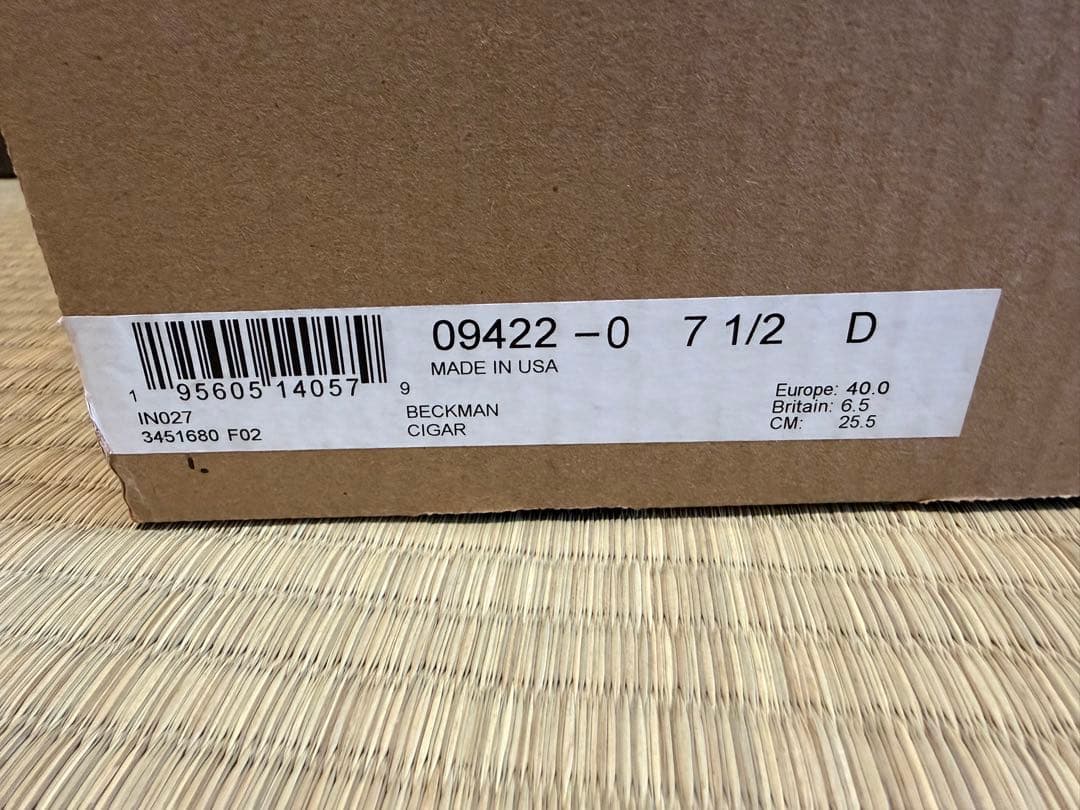 09422 –0 7 1/2 D
MADE IN USA
1 95605 14057 9
IN027
3451680 F02
BECKMAN
CIGAR
Europe: 40.0
Britain: 6.5
CM: 25.5